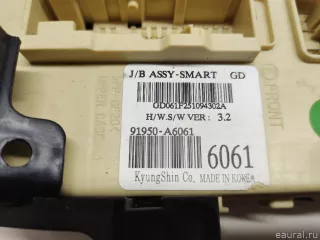 J/B ASSY-SMART GD
GD061F251094302A
H/W.S/W VER: 3.2
91950-A6061
6061
KyungShin Co. MADE IN KOREA
FRONT
eaural.ru